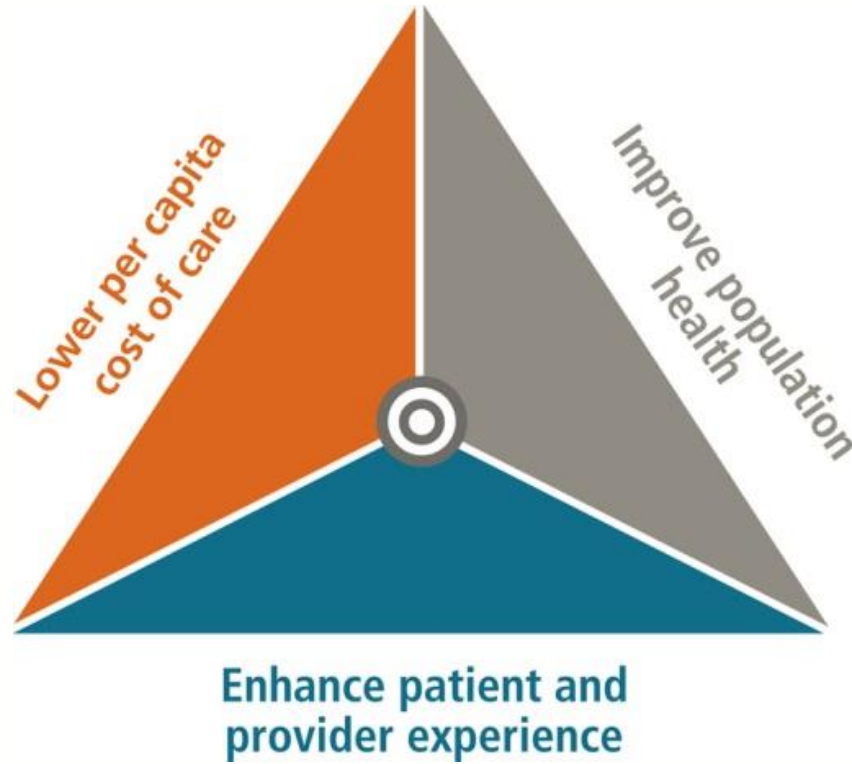 Lower per capita
cost of care
Improve population
health
Enhance patient and
provider experience